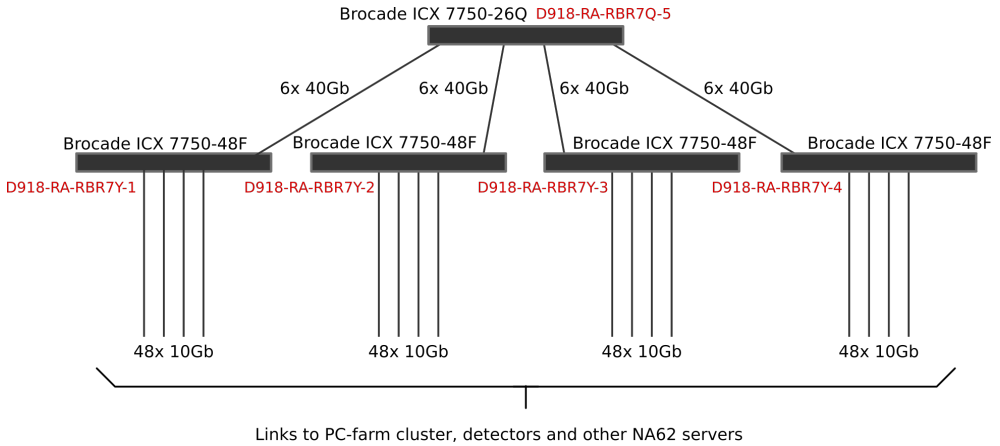 Brocade ICX 7750-26Q D918-RA-RBR7Q-5
6x 40Gb 6x 40Gb 6x 40Gb 6x 40Gb
Brocade ICX 7750-48F Brocade ICX 7750-48F Brocade ICX 7750-48F Brocade ICX 7750-48F
D918-RA-RBR7Y-1 D918-RA-RBR7Y-2 D918-RA-RBR7Y-3 D918-RA-RBR7Y-4
48x 10Gb 48x 10Gb 48x 10Gb 48x 10Gb
Links to PC-farm cluster, detectors and other NA62 servers